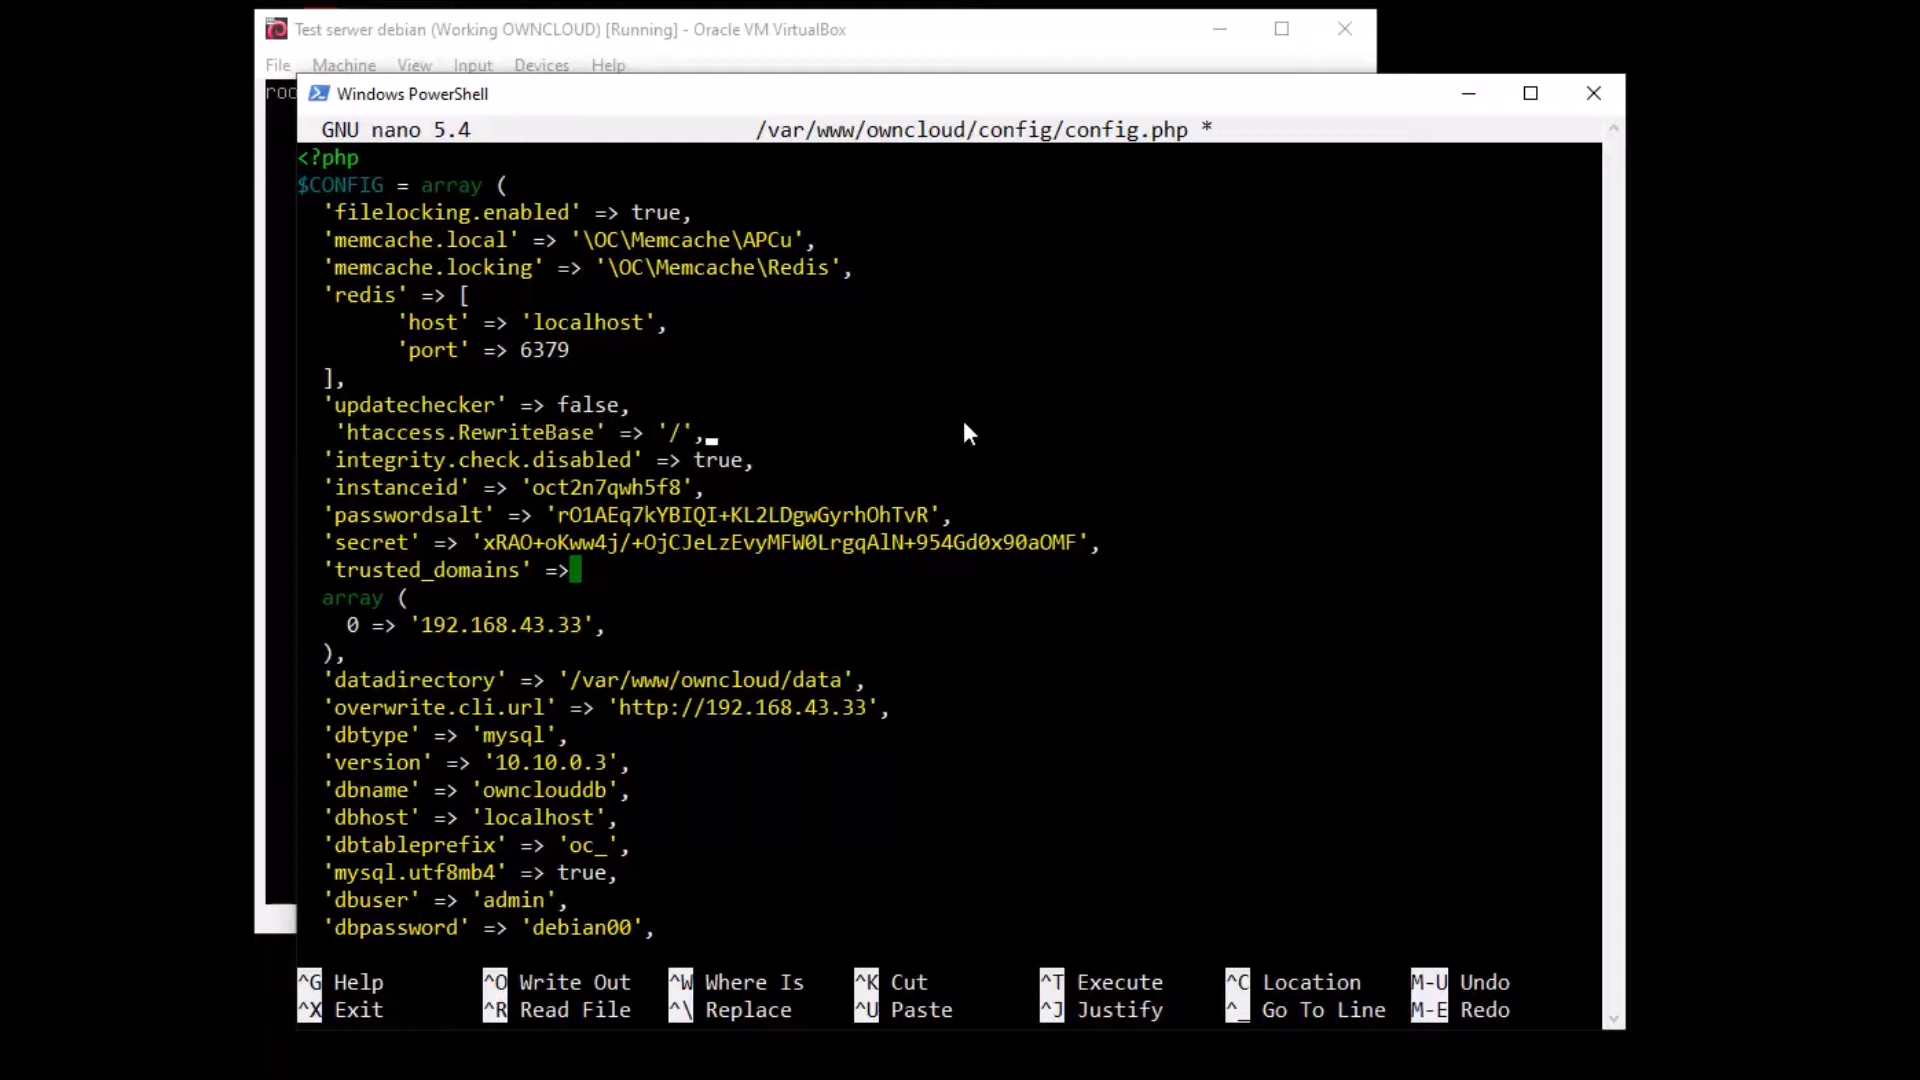 Test serwer debian (Working OWNCLOUD) [Running] - Oracle VM VirtualBox
File Machine View Input Devices Help
roo
Windows PowerShell
GNU nano 5.4 /var/www/owncloud/config/config.php *
<?php
$CONFIG = array (
'filelocking.enabled' => true,
'memcache.local' => '\OC\Memcache\APCu',
'memcache.locking' => '\OC\Memcache\Redis',
'redis' => [
'host' => 'localhost',
'port' => 6379
],
'updatechecker' => false,
'htaccess.RewriteBase' => '/',
'integrity.check.disabled' => true,
'instanceid' => 'oct2n7qwh5f8',
'passwordsalt' => 'rO1AEq7kYBIQI+KL2LDgwGyrhOhTvR',
'secret' => 'xRAO+oKww4j/+OjCJeLzEvyMFW0LrgqAlN+954Gd0x90aOMF',
'trusted_domains' =>
array (
0 => '192.168.43.33',
),
'datadirectory' => '/var/www/owncloud/data',
'overwrite.cli.url' => 'http://192.168.43.33',
'dbtype' => 'mysql',
'version' => '10.10.0.3',
'dbname' => 'ownclouddb',
'dbhost' => 'localhost',
'dbtableprefix' => 'oc_',
'mysql.utf8mb4' => true,
'dbuser' => 'admin',
'dbpassword' => 'debian00',
^G Help ^O Write Out ^W Where Is ^K Cut ^T Execute ^C Location M-U Undo
^X Exit ^R Read File ^\ Replace ^U Paste ^J Justify ^_ Go To Line M-E Redo